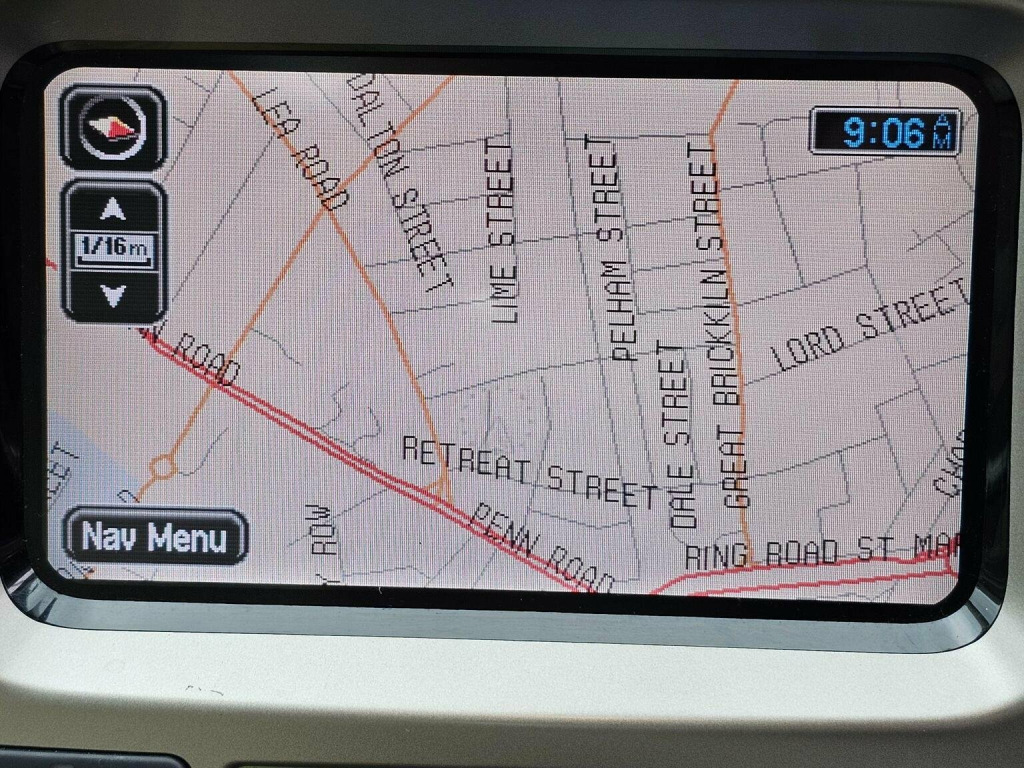 9:06 AM
1/16m
LEA ROAD
DALTON STREET
LIME STREET
PELHAM STREET
GREAT BRICKKILN STREET
LORD STREET
ROAD
DALE STREET
RETREAT STREET
ROW
PENN ROAD
RING ROAD ST MA
Nav Menu